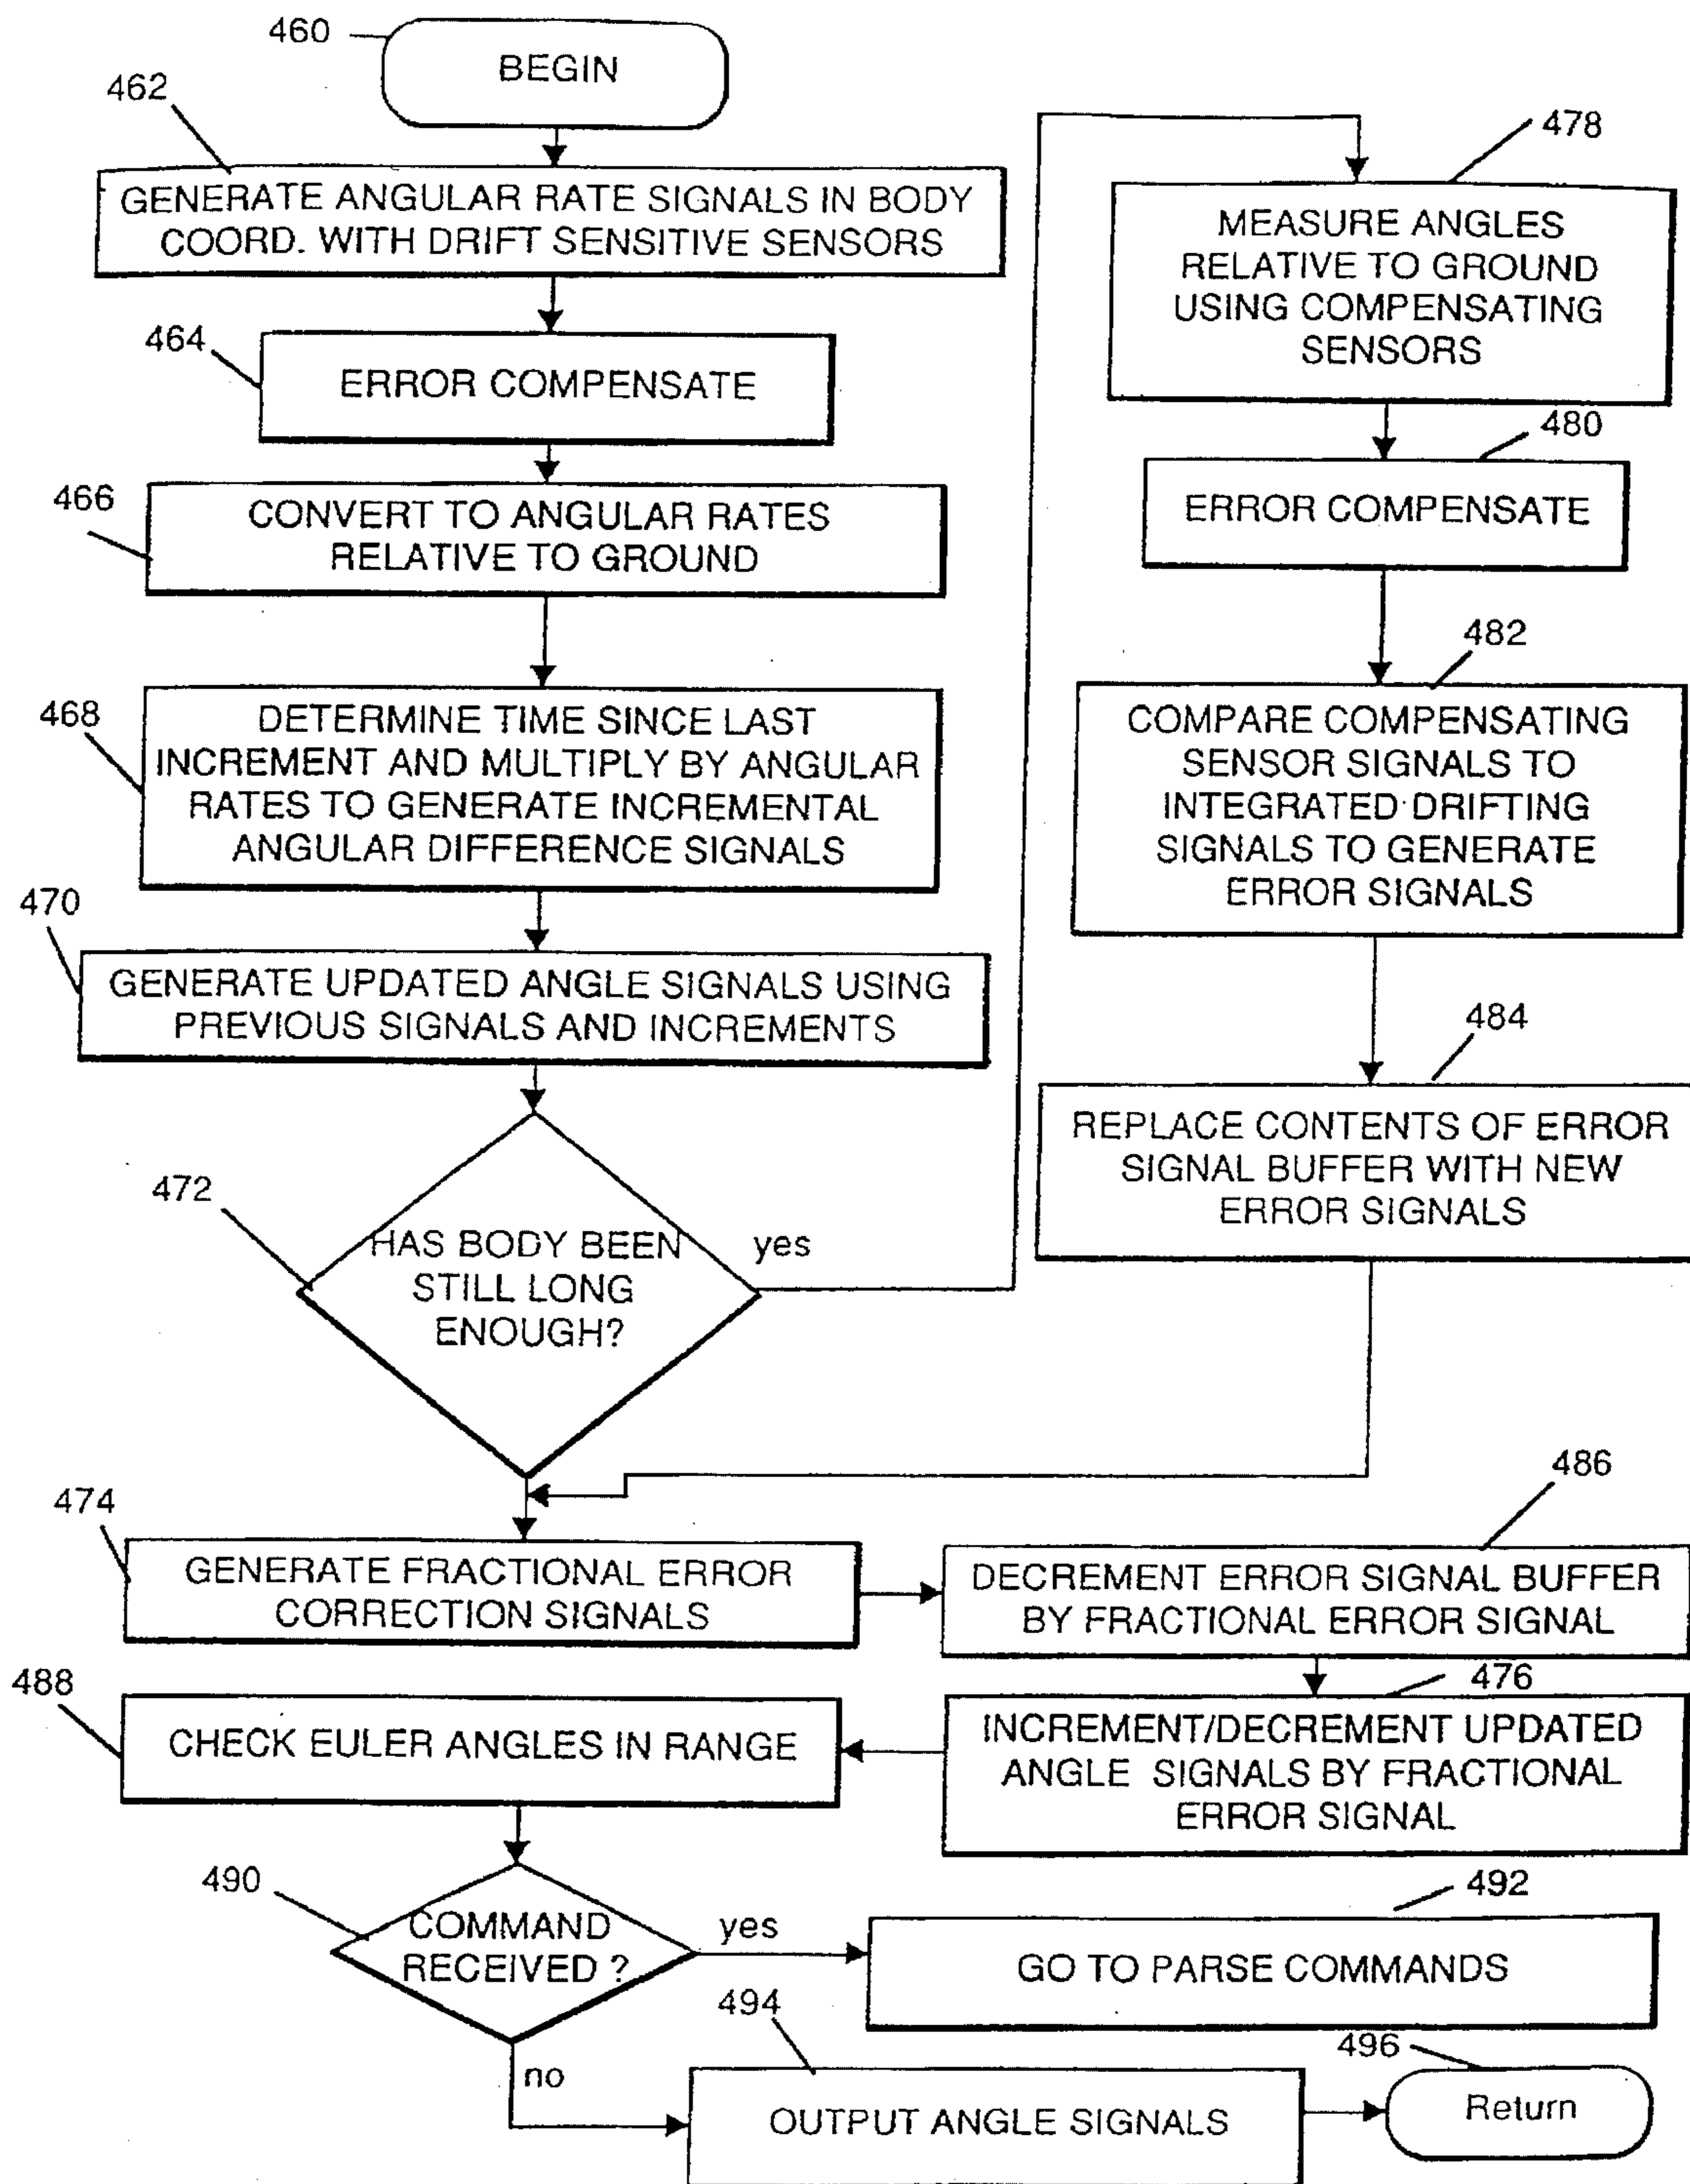 460
BEGIN
462
GENERATE ANGULAR RATE SIGNALS IN BODY
COORD. WITH DRIFT SENSITIVE SENSORS
464
ERROR COMPENSATE
466
CONVERT TO ANGULAR RATES
RELATIVE TO GROUND
468
DETERMINE TIME SINCE LAST
INCREMENT AND MULTIPLY BY ANGULAR
RATES TO GENERATE INCREMENTAL
ANGULAR DIFFERENCE SIGNALS
470
GENERATE UPDATED ANGLE SIGNALS USING
PREVIOUS SIGNALS AND INCREMENTS
472
HAS BODY BEEN
STILL LONG
ENOUGH?
yes
478
MEASURE ANGLES
RELATIVE TO GROUND
USING COMPENSATING
SENSORS
480
ERROR COMPENSATE
482
COMPARE COMPENSATING
SENSOR SIGNALS TO
INTEGRATED DRIFTING
SIGNALS TO GENERATE
ERROR SIGNALS
484
REPLACE CONTENTS OF ERROR
SIGNAL BUFFER WITH NEW
ERROR SIGNALS
474
GENERATE FRACTIONAL ERROR
CORRECTION SIGNALS
486
DECREMENT ERROR SIGNAL BUFFER
BY FRACTIONAL ERROR SIGNAL
476
INCREMENT/DECREMENT UPDATED
ANGLE SIGNALS BY FRACTIONAL
ERROR SIGNAL
488
CHECK EULER ANGLES IN RANGE
490
COMMAND
RECEIVED ?
yes
492
GO TO PARSE COMMANDS
no
494
OUTPUT ANGLE SIGNALS
496
Return